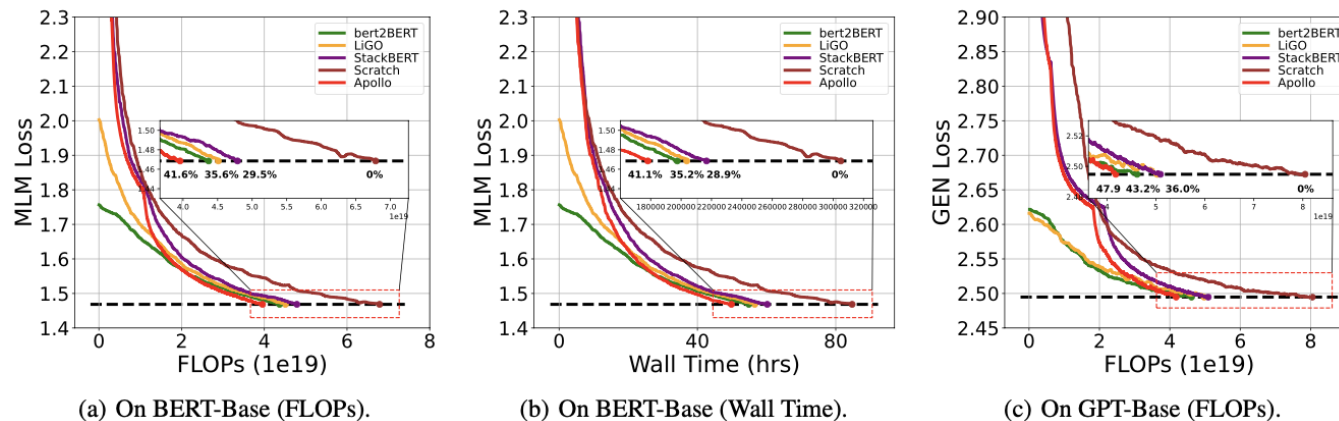 2.3
2.2
2.1
2.0
1.9
1.8
1.7
1.6
1.5
1.4
MLM Loss
bert2BERT
LiGO
StackBERT
Scratch
Apollo
1.50
1.48
1.46
1.44
41.6% 35.6% 29.5% 0%
4.0 4.5 5.0 5.5 6.0 6.5 7.0
1e19
0 2 4 6 8
FLOPs (1e19)
(a) On BERT-Base (FLOPs).
2.3
2.2
2.1
2.0
1.9
1.8
1.7
1.6
1.5
1.4
MLM Loss
bert2BERT
LiGO
StackBERT
Scratch
Apollo
1.50
1.48
1.46
1.44
41.1% 35.2% 28.9% 0%
180000 200000 220000 240000 260000 280000 300000 320000
0 20 40 60 80
Wall Time (hrs)
(b) On BERT-Base (Wall Time).
2.90
2.85
2.80
2.75
2.70
2.65
2.60
2.55
2.50
2.45
GEN Loss
bert2BERT
LiGO
StackBERT
Scratch
Apollo
2.52
2.50
2.48
47.9 43.2% 36.0% 0%
4 5 6 7 8
1e19
0 2 4 6 8
FLOPs (1e19)
(c) On GPT-Base (FLOPs).